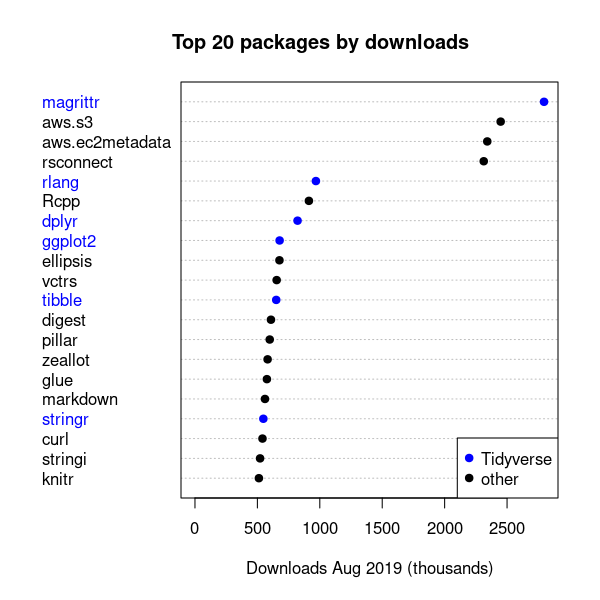 Top 20 packages by downloads
magrittr
aws.s3
aws.ec2metadata
rsconnect
rlang
Rcpp
dplyr
ggplot2
ellipsis
vctrs
tibble
digest
pillar
zeallot
glue
markdown
stringr
curl
stringi
knitr
Tidyverse
other
0 500 1000 1500 2000 2500
Downloads Aug 2019 (thousands)